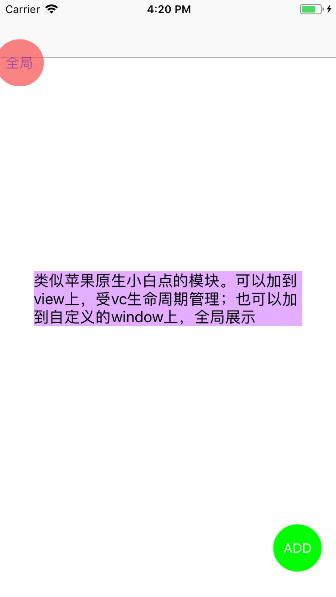 Carrier 4:20 PM
全局
类似苹果原生小白点的模块。可以加到
view上，受vc生命周期管理；也可以加
到自定义的window上，全局展示
ADD